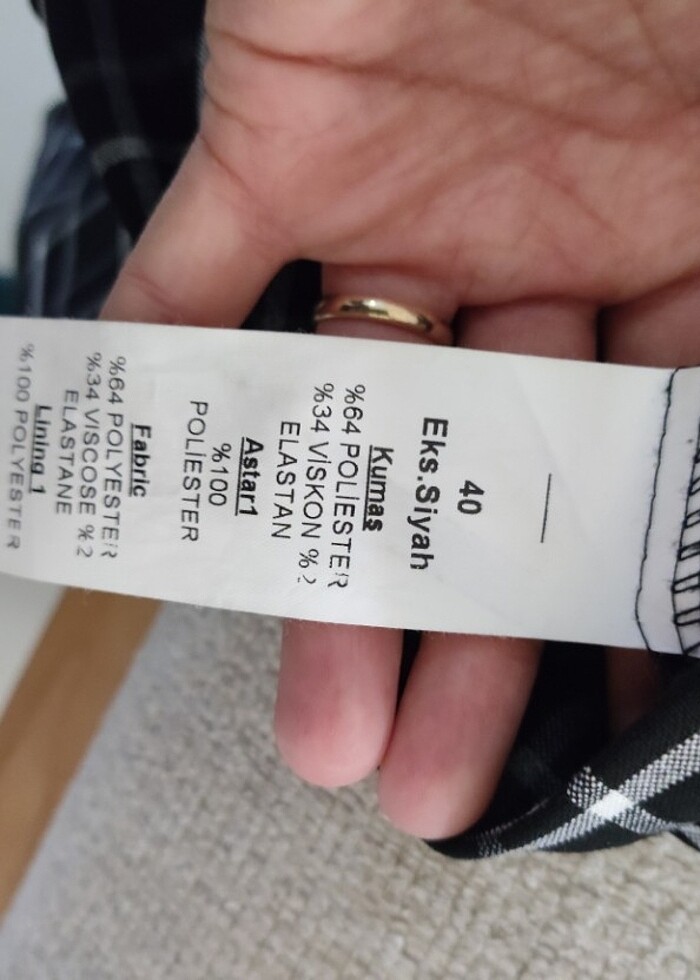 40
Eks.Siyah
Kumaş
%64 POLİESTER
%34 VİSKON %2
ELASTAN
Astar1
%100
POLİESTER
Fabric
%64 POLYESTER
%34 VISCOSE %2
ELASTANE
Lining 1
%100 POLYESTER